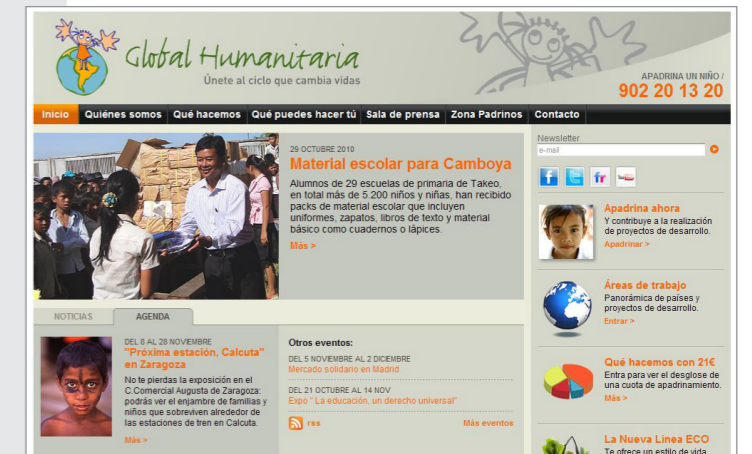 Global Humanitaria
Únete al ciclo que cambia vidas
APADRINA UN NIÑO /
902 20 13 20
Inicio Quiénes somos Qué hacemos Qué puedes hacer tú Sala de prensa Zona Padrinos Contacto
29 OCTUBRE 2010
Material escolar para Camboya
Alumnos de 29 escuelas de primaria de Takeo,
en total más de 5.200 niños y niñas, han recibido
packs de material escolar que incluyen
uniformes, zapatos, libros de texto y material
básico como cuadernos o lápices.
Más >
NOTICIAS AGENDA
DEL 8 AL 28 NOVIEMBRE
"Próxima estación, Calcuta"
en Zaragoza
No te pierdas la exposición en el
C.Comercial Augusta de Zaragoza:
podrás ver el enjambre de familias y
niños que sobreviven alrededor de
las estaciones de tren en Calcuta.
Más >
Otros eventos:
DEL 5 NOVIEMBRE AL 2 DICIEMBRE
Mercado solidario en Madrid
DEL 21 OCTUBRE AL 14 NOV
Expo " La educación, un derecho universal"
rss Más eventos
Newsletter
e-mail
f t fr YouTube
Apadrina ahora
Y contribuye a la realización
de proyectos de desarrollo.
Apadrinar >
Áreas de trabajo
Panorámica de países y
proyectos de desarrollo.
Entrar >
Qué hacemos con 21€
Entra para ver el desglose de
una cuota de apadrinamiento.
Más >
La Nueva Línea ECO
Te ofrece un estilo de vida